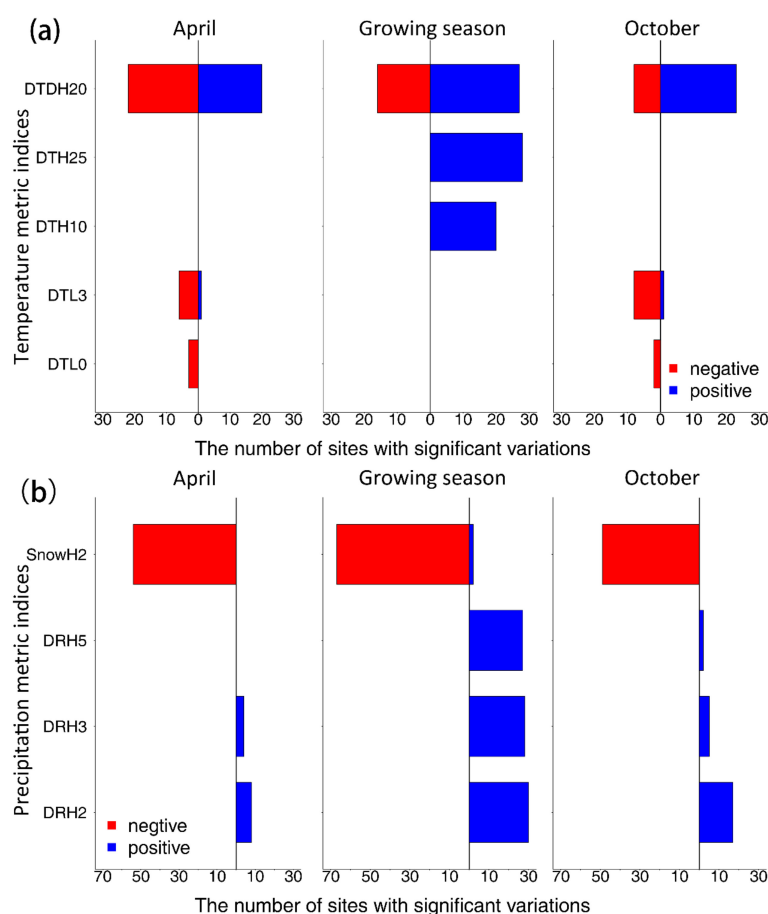 (a)
April Growing season October
Temperature metric indices
DTDH20
DTH25
DTH10
DTL3
DTL0
negative
positive
30 20 10 0 10 20 30 30 20 10 0 10 20 30 30 20 10 0 10 20 30
The number of sites with significant variations
(b)
April Growing season October
Precipitation metric indices
SnowH2
DRH5
DRH3
DRH2
negtive
positive
70 50 30 10 10 30 70 50 30 10 10 30 70 50 30 10 10 30
The number of sites with significant variations